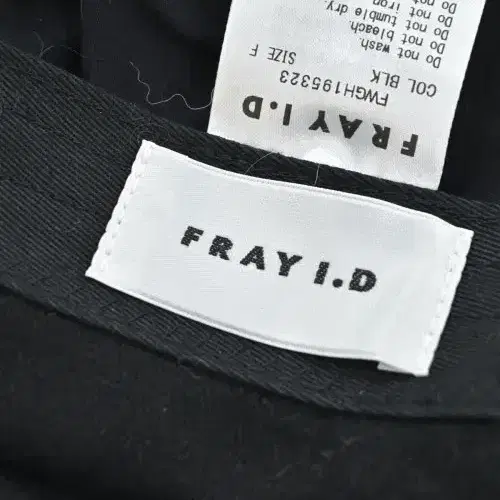 FRAY I.D
FRAY I.D
FWGH195323
COL BLK SIZE F
Do not wash.
Do not bleach.
Do not tumble dry.
Do not iron.